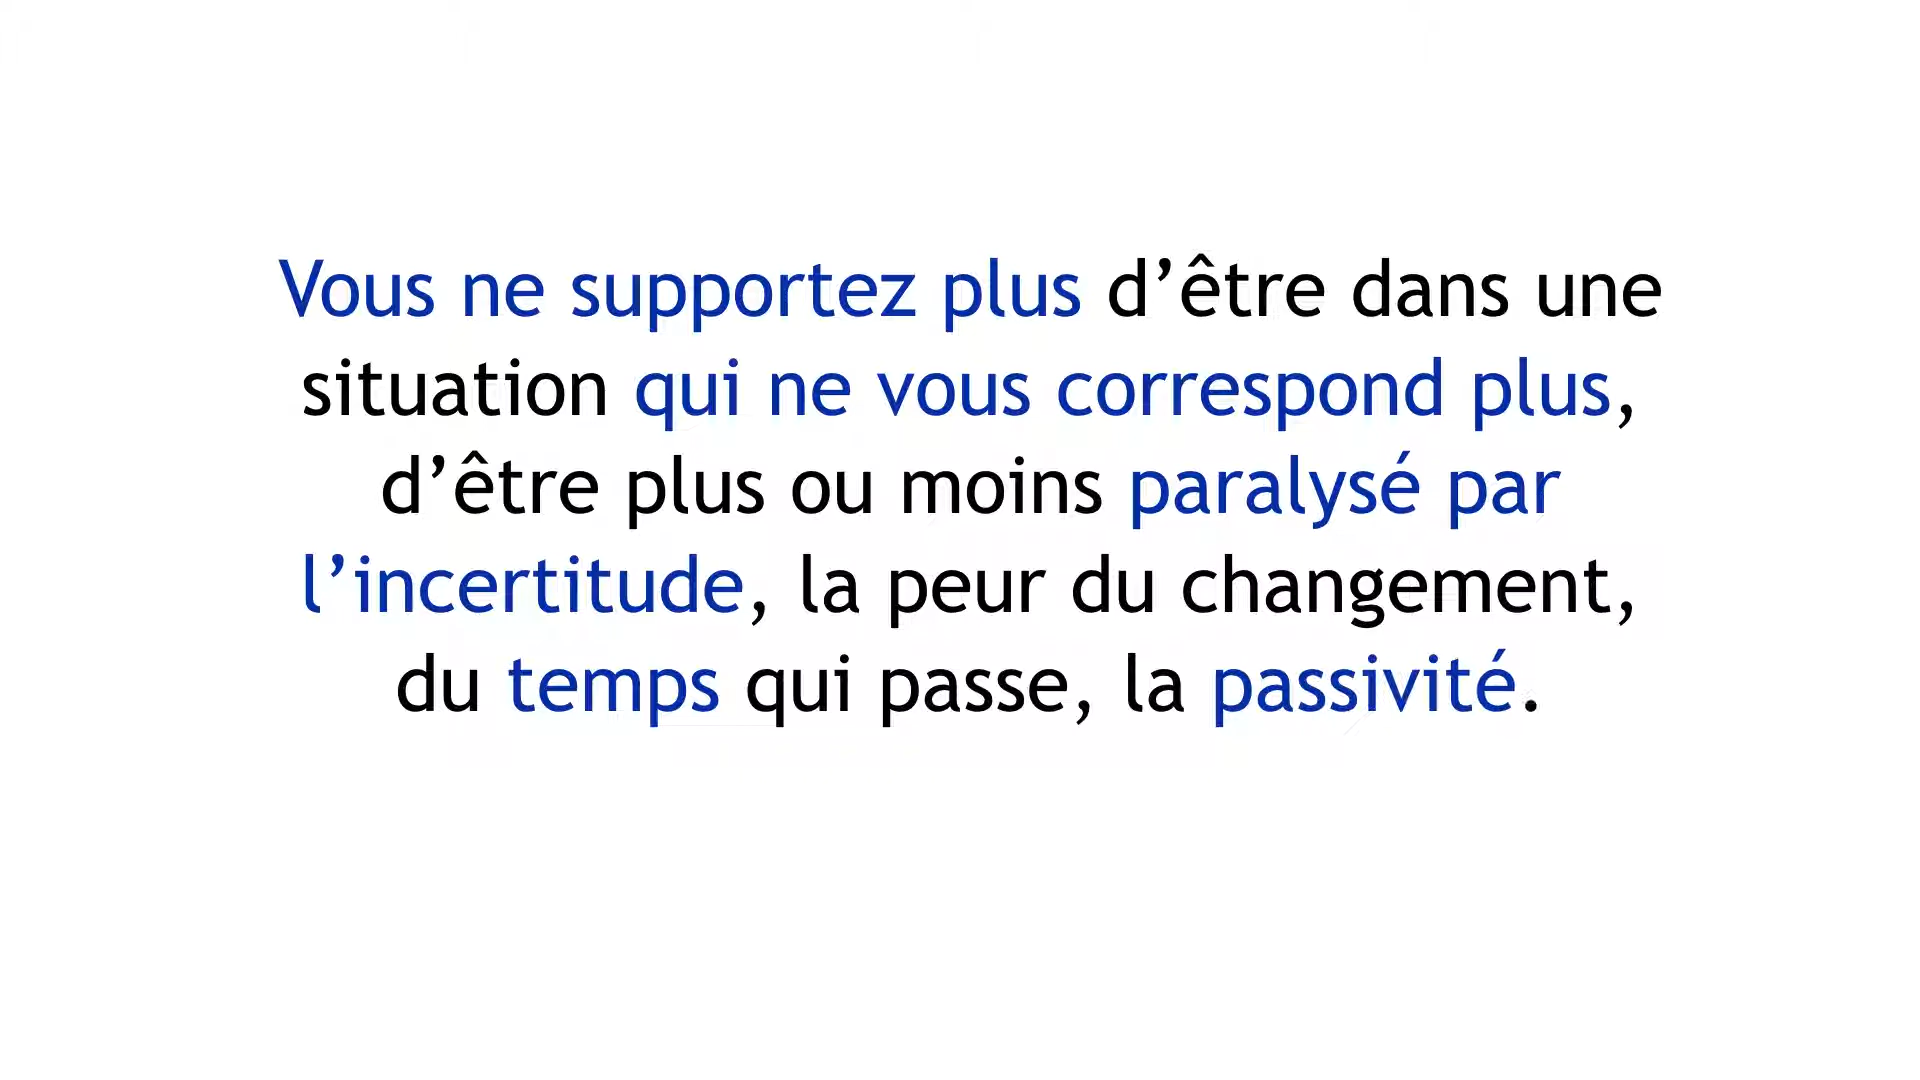 Vous ne supportez plus d’être dans une
situation qui ne vous correspond plus,
d’être plus ou moins paralysé par
l’incertitude, la peur du changement,
du temps qui passe, la passivité.